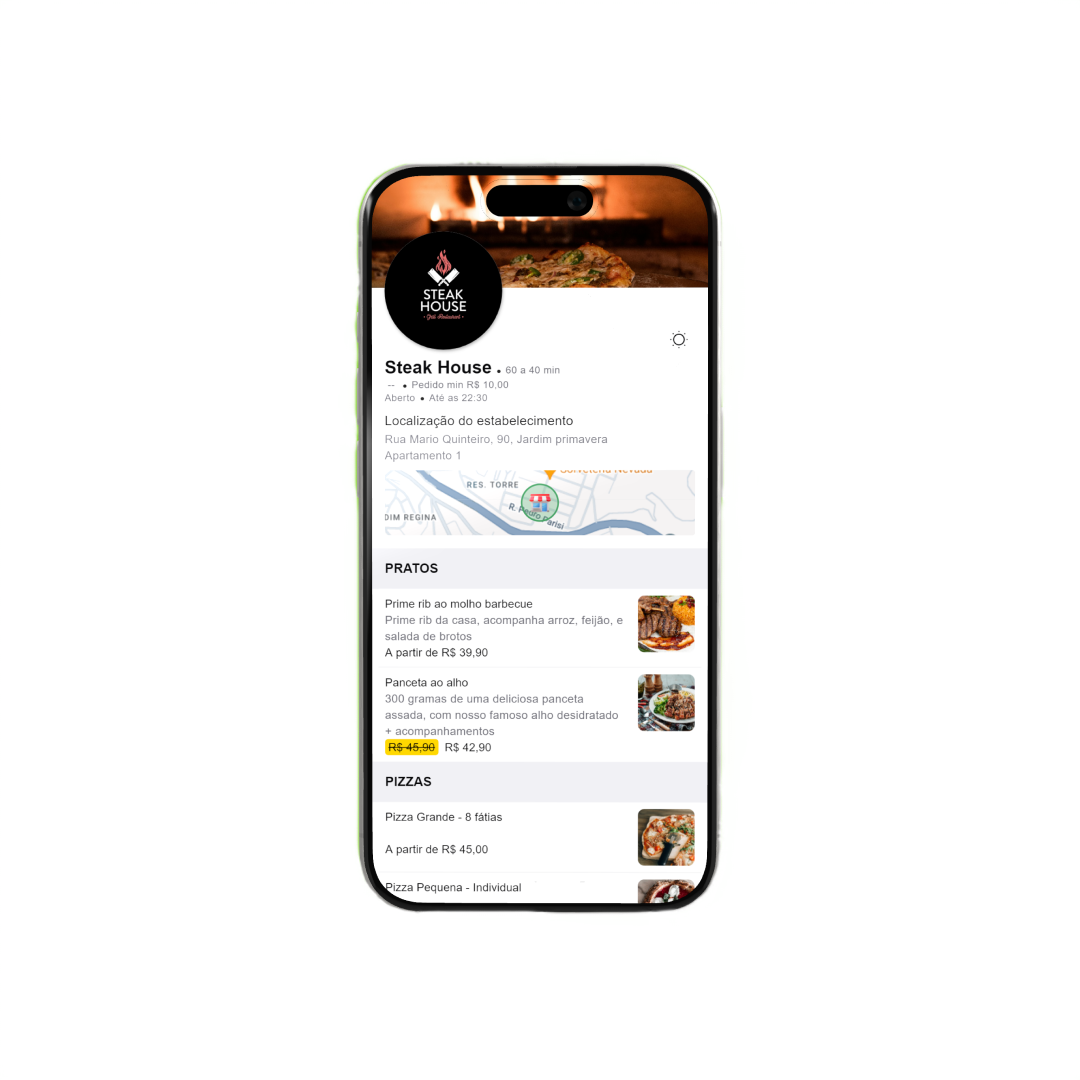 STEAK
HOUSE
• Grill Restaurant •
Steak House • 60 a 40 min
-- • Pedido min R$ 10,00
Aberto • Até as 22:30
Localização do estabelecimento
Rua Mario Quinteiro, 90, Jardim primavera
Apartamento 1
Sorveteria Nevada
RES. TORRE
R. Pedro Parisi
DIM REGINA
PRATOS
Prime rib ao molho barbecue
Prime rib da casa, acompanha arroz, feijão, e
salada de brotos
A partir de R$ 39,90
Panceta ao alho
300 gramas de uma deliciosa panceta
assada, com nosso famoso alho desidratado
+ acompanhamentos
R$ 45,90 R$ 42,90
PIZZAS
Pizza Grande - 8 fátias
A partir de R$ 45,00
Pizza Pequena - Individual